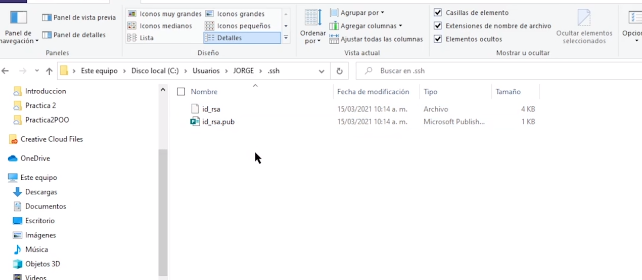 Panel de navegación
Panel de vista previa
Panel de detalles
Paneles
Iconos muy grandes
Iconos grandes
Iconos medianos
Iconos pequeños
Lista
Detalles
Diseño
Ordenar por
Agrupar por
Agregar columnas
Ajustar todas las columnas
Vista actual
Casillas de elemento
Extensiones de nombre de archivo
Elementos ocultos
Ocultar elementos seleccionados
Mostrar u ocultar
Opcio
Este equipo > Disco local (C:) > Usuarios > JORGE > .ssh
Buscar en .ssh
Nombre Fecha de modificación Tipo Tamaño
id_rsa 15/03/2021 10:14 a. m. Archivo 4 KB
id_rsa.pub 15/03/2021 10:14 a. m. Microsoft Publish... 1 KB
Introduccion
Practica 2
Practica2POO
Creative Cloud Files
OneDrive
Este equipo
Descargas
Documentos
Escritorio
Imágenes
Música
Objetos 3D
Videos